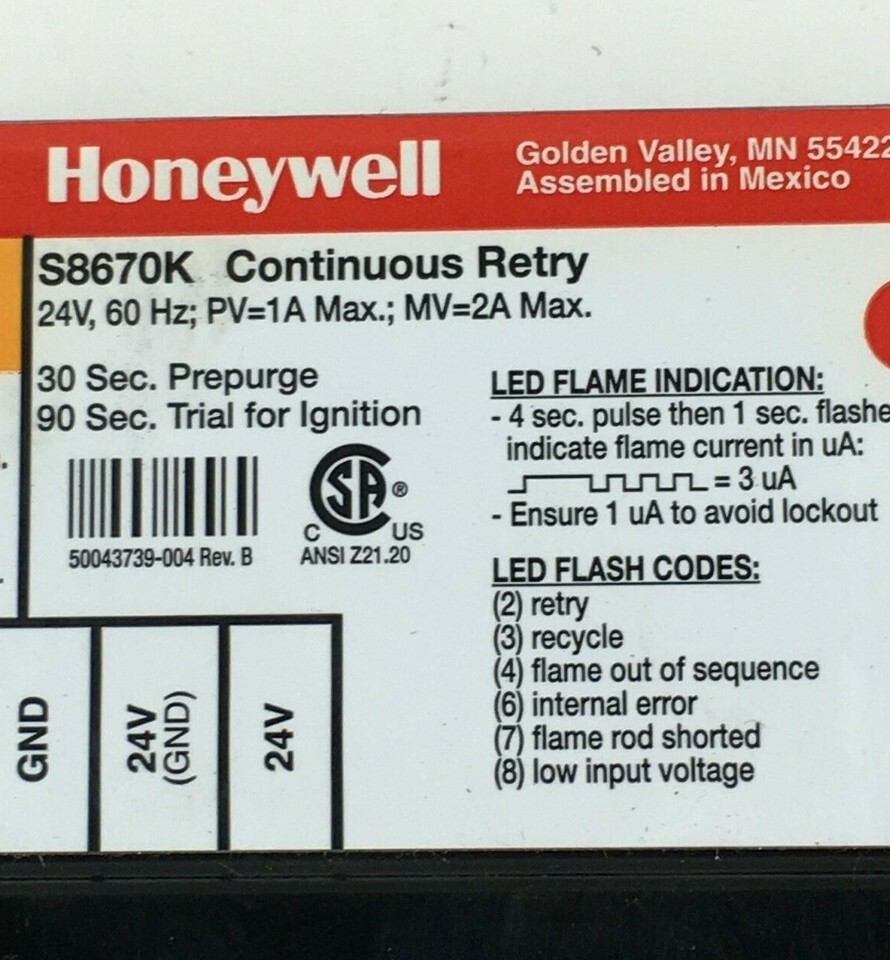 Honeywell
Golden Valley, MN 55422
Assembled in Mexico
S8670K Continuous Retry
24V, 60 Hz; PV=1A Max.; MV=2A Max.
30 Sec. Prepurge
90 Sec. Trial for Ignition
50043739-004 Rev. B
CSA®
C US
ANSI Z21.20
LED FLAME INDICATION:
- 4 sec. pulse then 1 sec. flashe
indicate flame current in uA:
= 3 uA
- Ensure 1 uA to avoid lockout
LED FLASH CODES:
(2) retry
(3) recycle
(4) flame out of sequence
(6) internal error
(7) flame rod shorted
(8) low input voltage
GND
24V
(GND)
24V